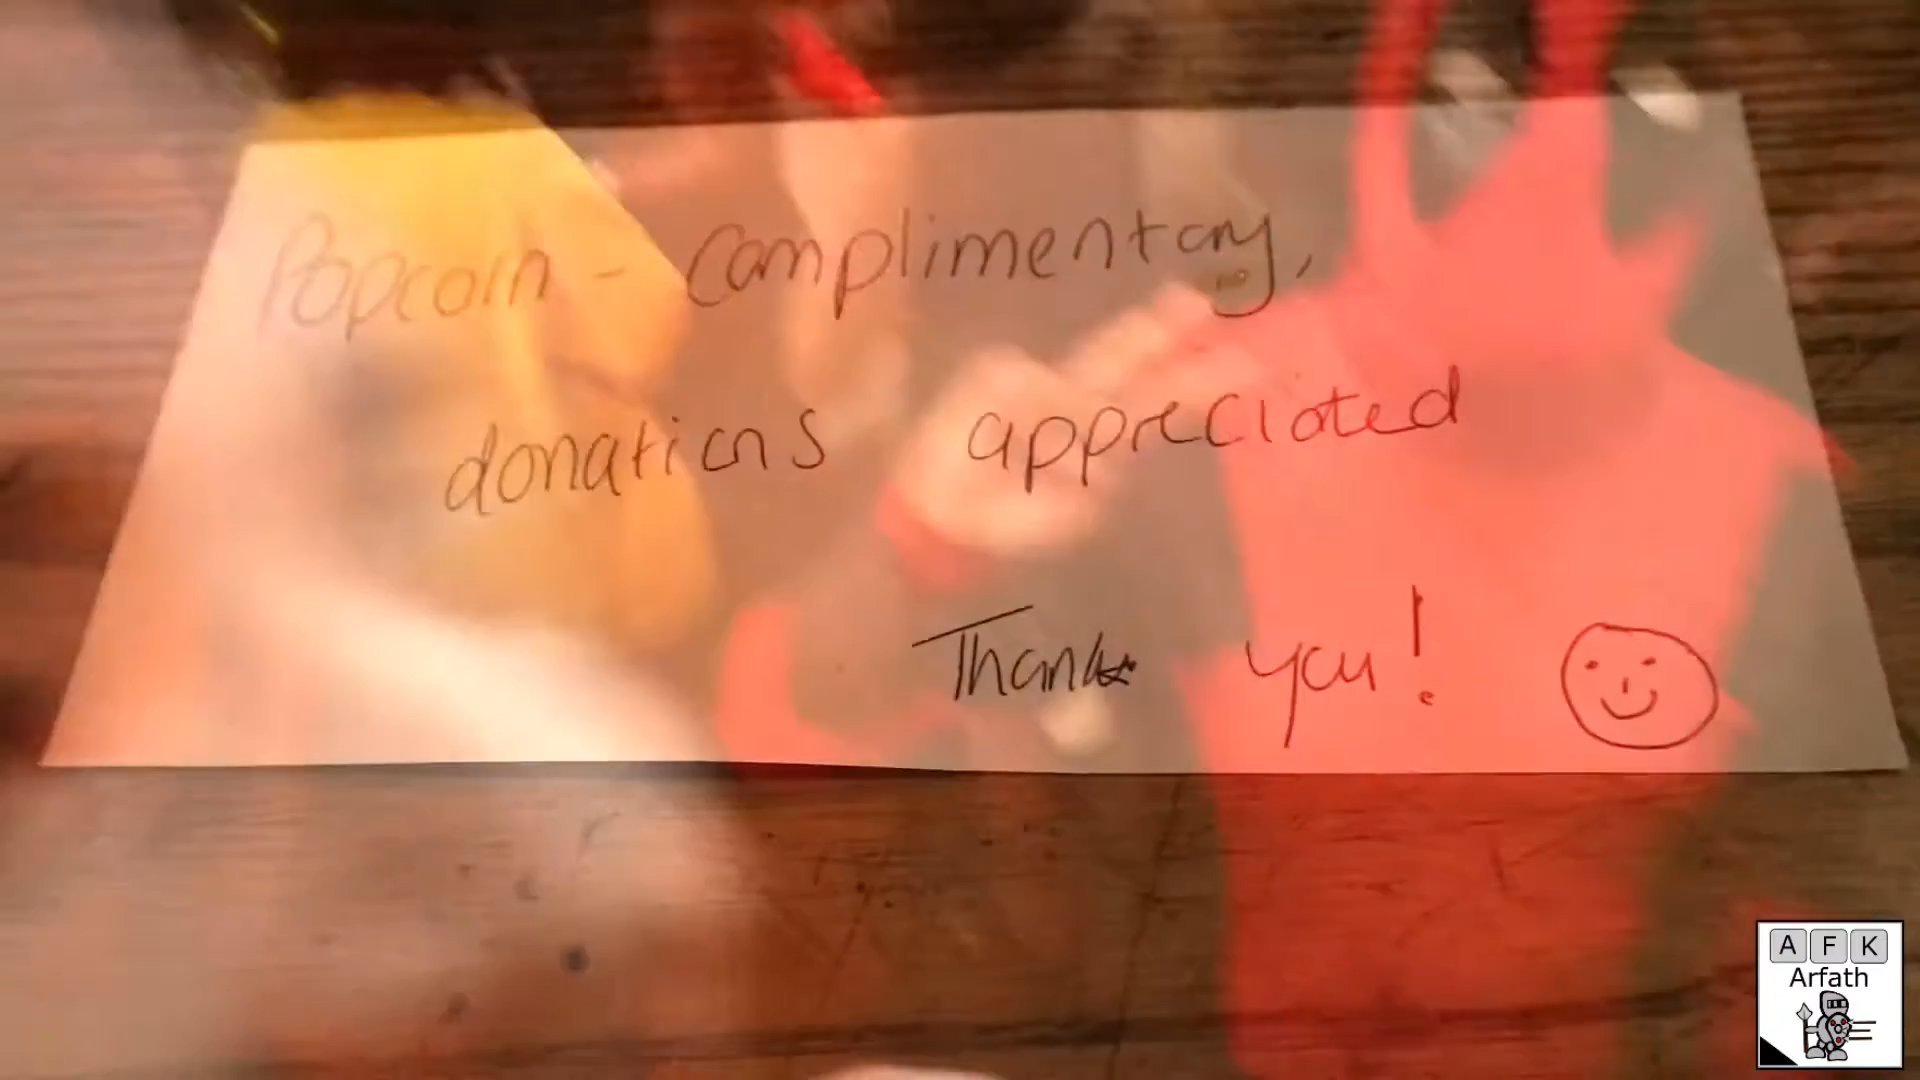 Popcorn - Complimentary,
donations appreciated
Thank you!
A F K
Arfath